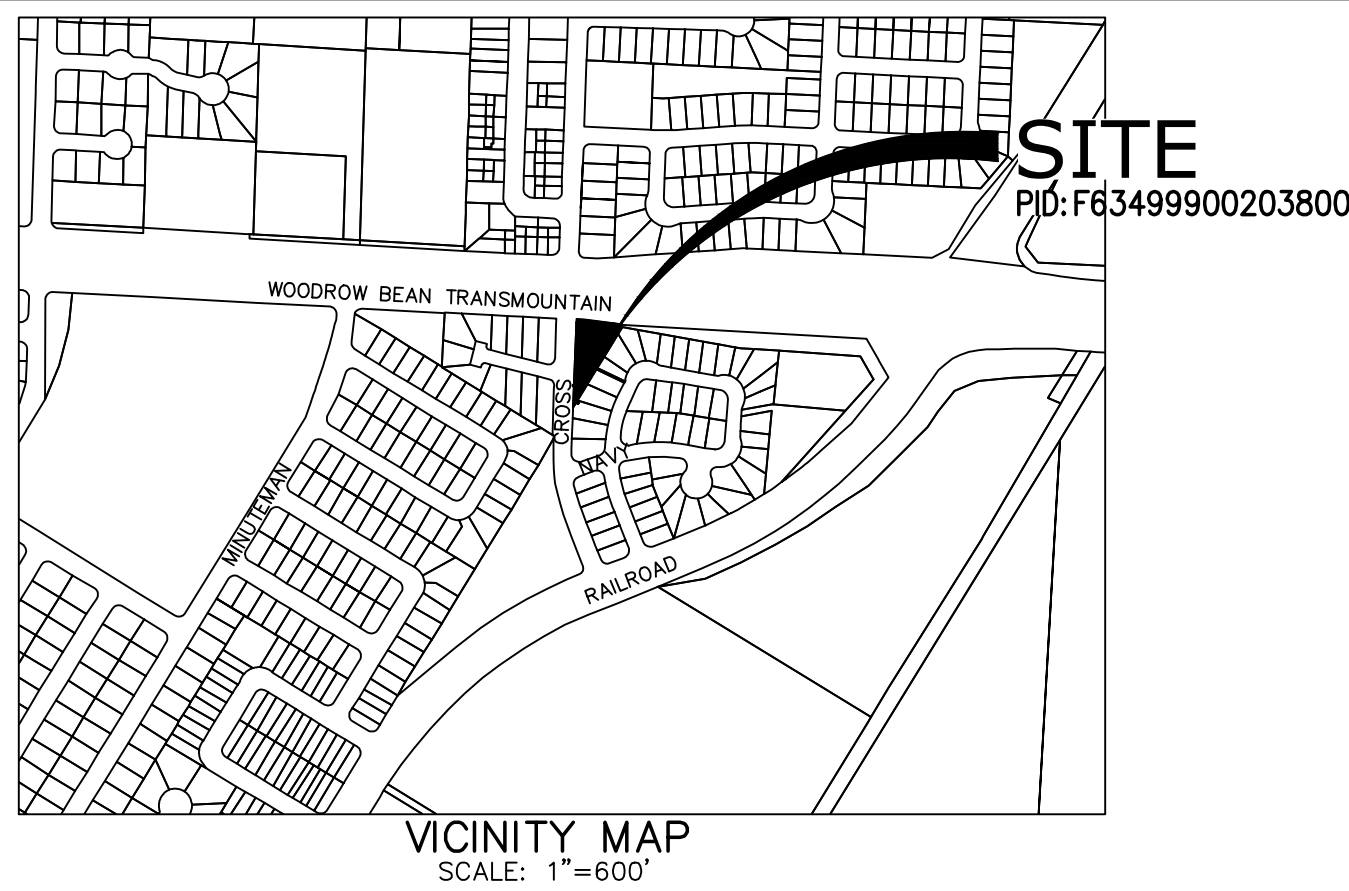 SITE
PID: F63499900203800
WOODROW BEAN TRANSMOUNTAIN
CROSS
NAVY
MINUTEMAN
RAILROAD
VICINITY MAP
SCALE: 1"=600'